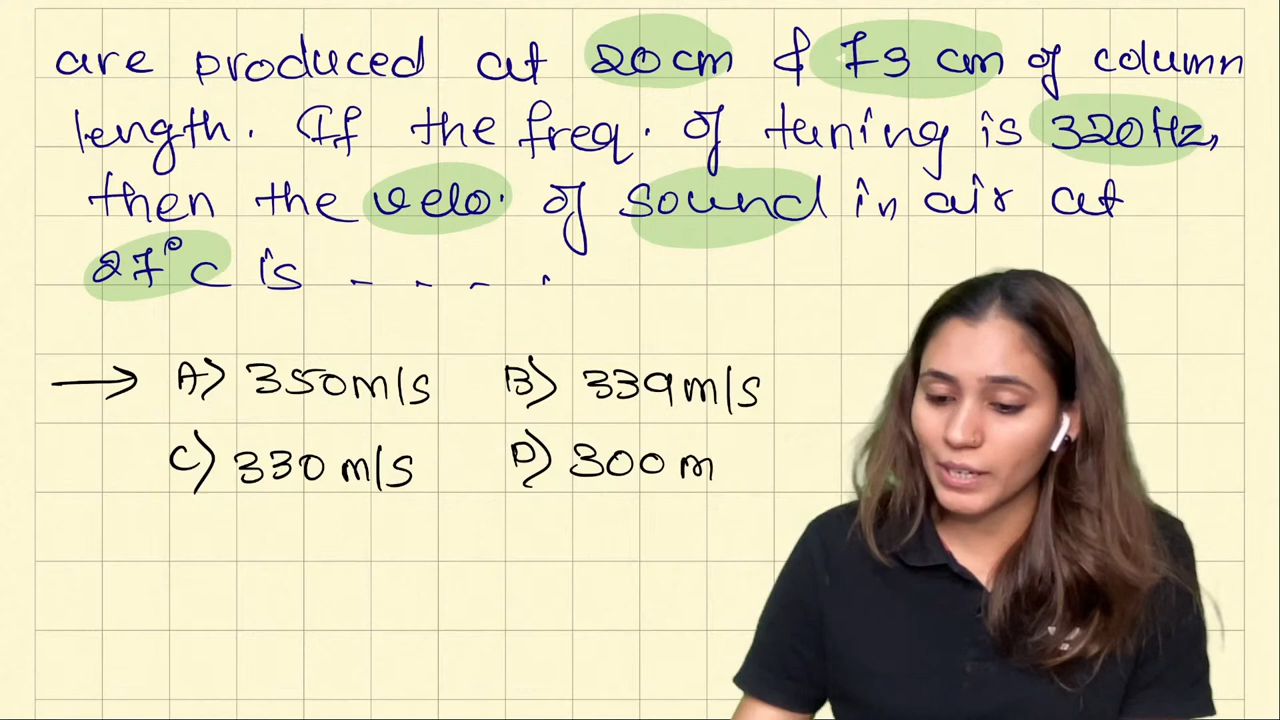 are produced at 20cm & 73 cm of column
length. If the freq. of tuning is 320Hz,
then the velo. of sound in air at
27°c is - - - .
→ A) 350m/s B) 339m/s
C) 330 m/s D) 300 m